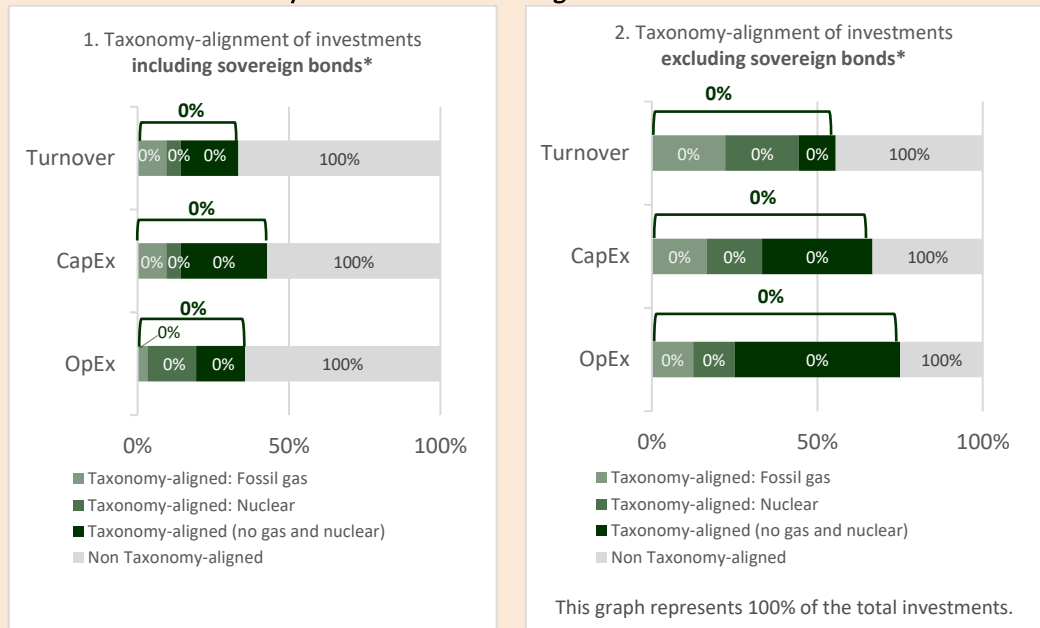 1. Taxonomy-alignment of investments
including sovereign bonds*
0%
Turnover
0% 0% 0% 100%
0%
CapEx
0% 0% 0% 100%
0%
0%
OpEx
0% 0% 100%
0% 50% 100%
Taxonomy-aligned: Fossil gas
Taxonomy-aligned: Nuclear
Taxonomy-aligned (no gas and nuclear)
Non Taxonomy-aligned
2. Taxonomy-alignment of investments
excluding sovereign bonds*
0%
Turnover
0% 0% 0% 100%
0%
CapEx
0% 0% 0% 100%
0%
OpEx
0% 0% 0% 100%
0% 50% 100%
Taxonomy-aligned: Fossil gas
Taxonomy-aligned: Nuclear
Taxonomy-aligned (no gas and nuclear)
Non Taxonomy-aligned
This graph represents 100% of the total investments.